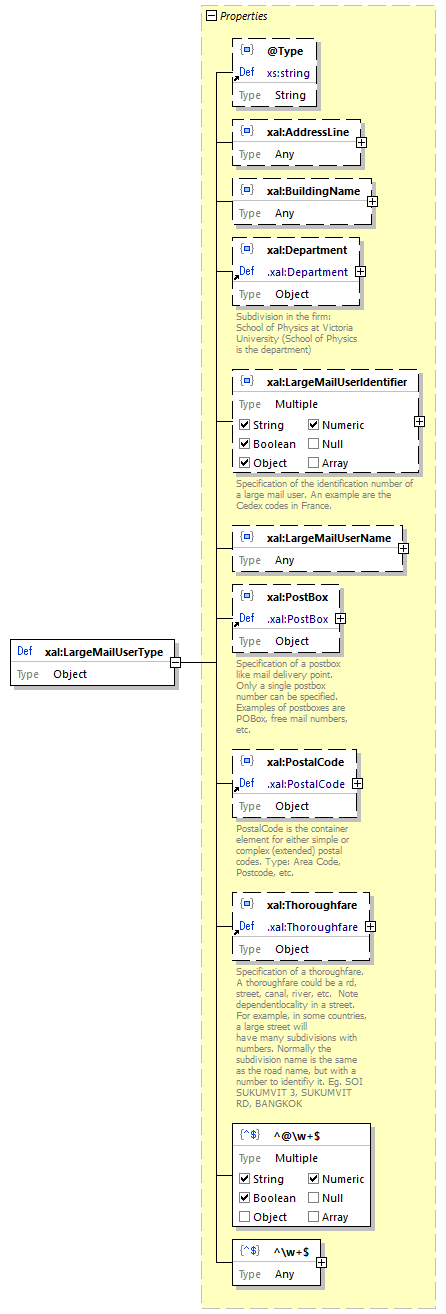 Properties
@Type
Def xs:string
Type String
xal:AddressLine
Type Any
xal:BuildingName
Type Any
xal:Department
Def .xal:Department
Type Object
Subdivision in the firm:
School of Physics at Victoria
University (School of Physics
is the department)
xal:LargeMailUserIdentifier
Type Multiple
String Numeric
Boolean Null
Object Array
Specification of the identification number of
a large mail user. An example are the
Cedex codes in France.
xal:LargeMailUserName
Type Any
xal:PostBox
Def .xal:PostBox
Type Object
Def xal:LargeMailUserType
Type Object
Specification of a postbox
like mail delivery point.
Only a single postbox
number can be specified.
Examples of postboxes are
POBox, free mail numbers,
etc.
xal:PostalCode
Def .xal:PostalCode
Type Object
PostalCode is the container
element for either simple or
complex (extended) postal
codes. Type: Area Code,
Postcode, etc.
xal:Thoroughfare
Def .xal:Thoroughfare
Type Object
Specification of a thoroughfare.
A thoroughfare could be a rd,
street, canal, river, etc. Note
dependentlocality in a street.
For example, in some countries,
a large street will
have many subdivisions with
numbers. Normally the
subdivision name is the same
as the road name, but with a
number to identifiy it. Eg. SOI
SUKUMVIT 3, SUKUMVIT
RD, BANGKOK
{^$} ^@\w+$
Type Multiple
String Numeric
Boolean Null
Object Array
{^$} ^\w+$
Type Any